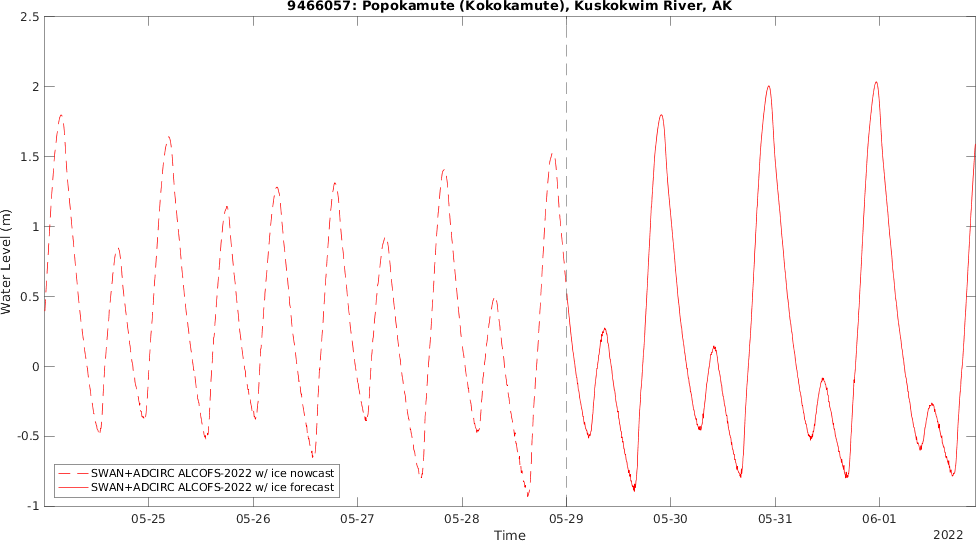 9466057: Popokamute (Kokokamute), Kuskokwim River, AK
2.5
2
1.5
1
0.5
0
-0.5
-1
Water Level (m)
SWAN+ADCIRC ALCOFS-2022 w/ ice nowcast
SWAN+ADCIRC ALCOFS-2022 w/ ice forecast
05-25 05-26 05-27 05-28 05-29 05-30 05-31 06-01
Time
2022